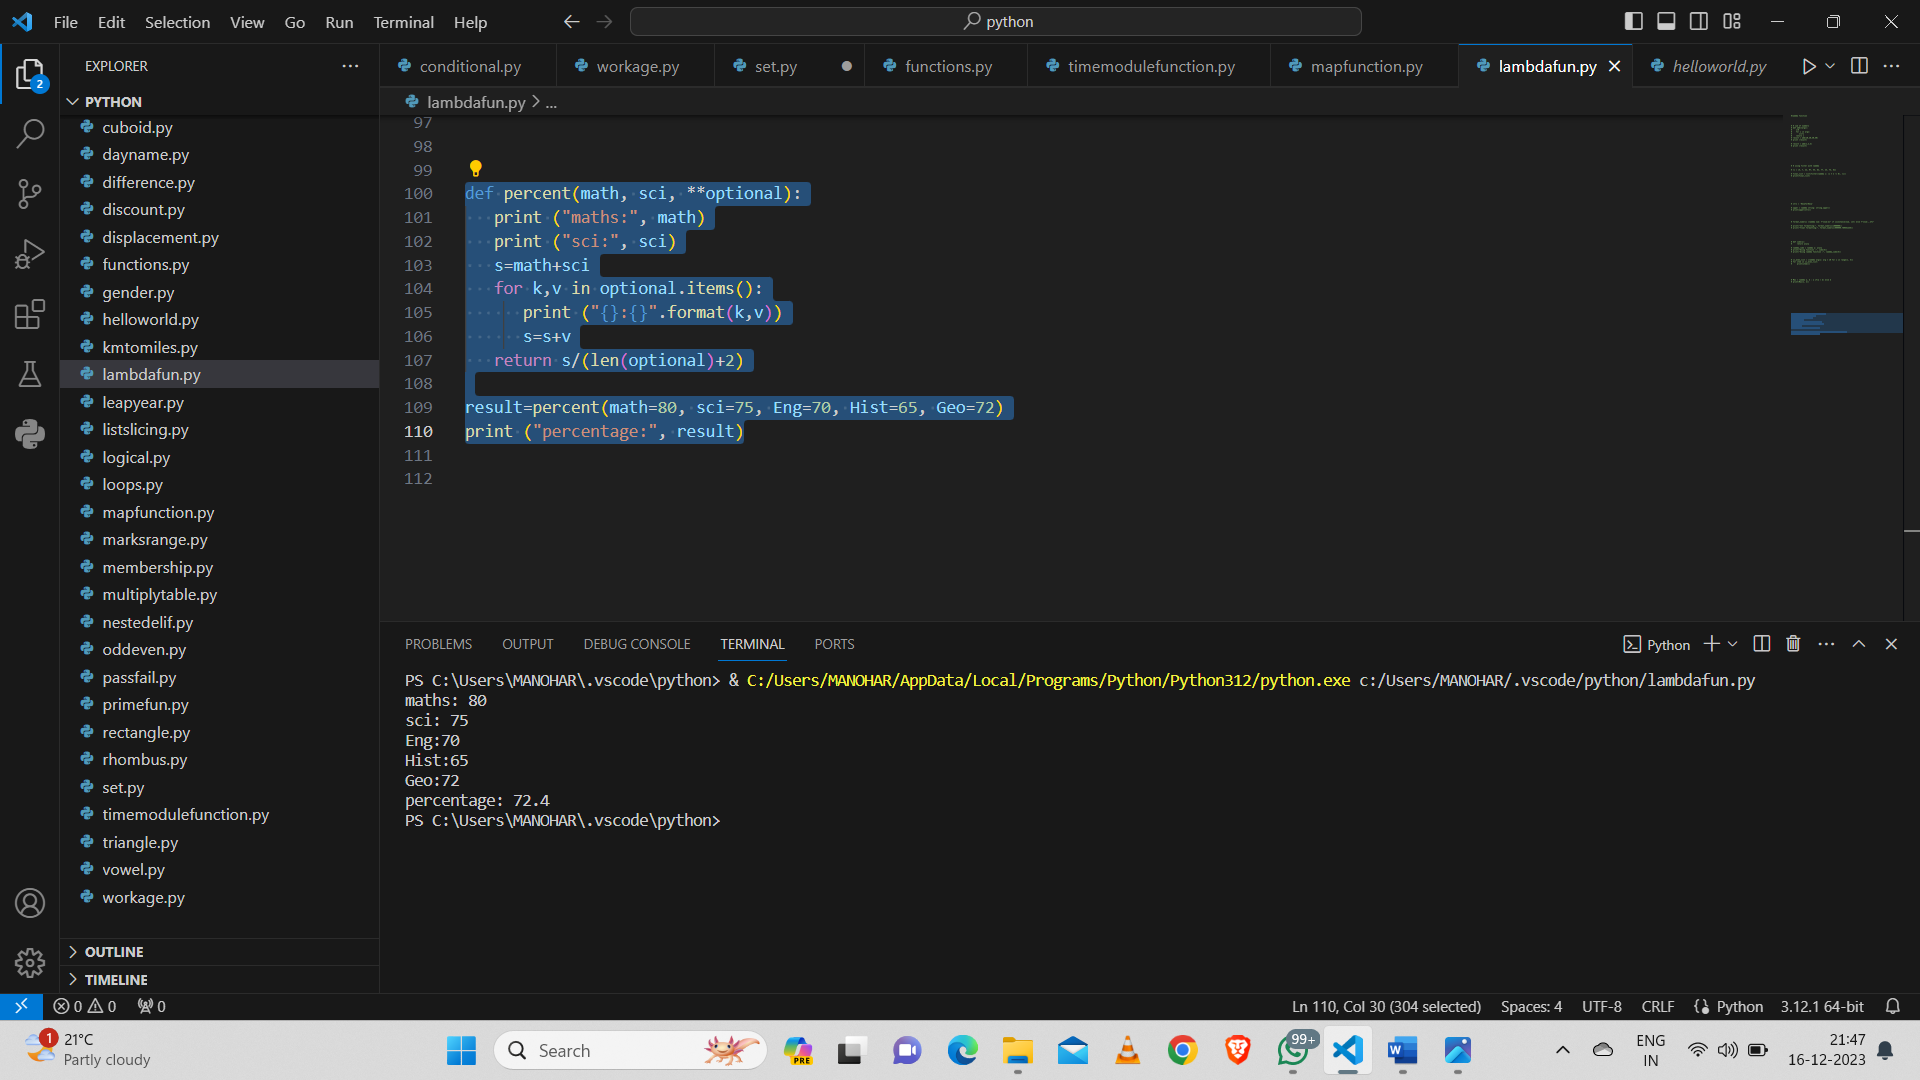 File Edit Selection View Go Run Terminal Help
python
EXPLORER
conditional.py workage.py set.py functions.py timemodulefunction.py mapfunction.py lambdafun.py helloworld.py
2
PYTHON
lambdafun.py > ...
cuboid.py
dayname.py
difference.py
discount.py
displacement.py
functions.py
gender.py
helloworld.py
kmtomiles.py
lambdafun.py
leapyear.py
listslicing.py
logical.py
loops.py
mapfunction.py
marksrange.py
membership.py
multiplytable.py
nestedelif.py
oddeven.py
passfail.py
primefun.py
rectangle.py
rhombus.py
set.py
timemodulefunction.py
triangle.py
vowel.py
workage.py
OUTLINE
TIMELINE
97
98
99
100 def percent(math, sci, **optional):
101 print ("maths:", math)
102 print ("sci:", sci)
103 s=math+sci
104 for k,v in optional.items():
105 print ("{}:{}".format(k,v))
106 s=s+v
107 return s/(len(optional)+2)
108
109 result=percent(math=80, sci=75, Eng=70, Hist=65, Geo=72)
110 print ("percentage:", result)
111
112
PROBLEMS OUTPUT DEBUG CONSOLE TERMINAL PORTS
Python
PS C:\Users\MANOHAR\.vscode\python> & C:/Users/MANOHAR/AppData/Local/Programs/Python/Python312/python.exe c:/Users/MANOHAR/.vscode/python/lambdafun.py
maths: 80
sci: 75
Eng:70
Hist:65
Geo:72
percentage: 72.4
PS C:\Users\MANOHAR\.vscode\python>
0 0 0
Ln 110, Col 30 (304 selected) Spaces: 4 UTF-8 CRLF Python 3.12.1 64-bit
1
21°C
Partly cloudy
Search
PRE
99+
ENG
IN
21:47
16-12-2023